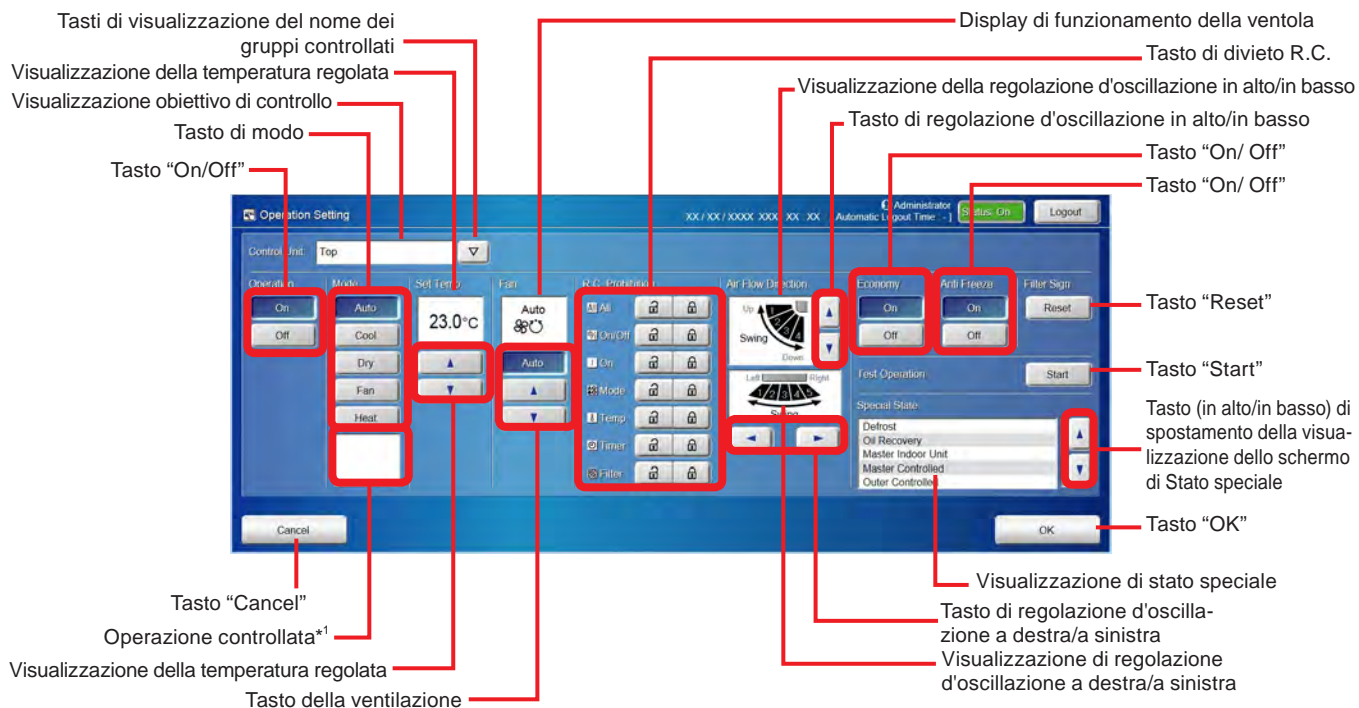 Tasti di visualizzazione del nome dei
gruppi controllati
Visualizzazione della temperatura regolata
Visualizzazione obiettivo di controllo
Tasto di modo
Tasto “On/Off”
Display di funzionamento della ventola
Tasto di divieto R.C.
Visualizzazione della regolazione d'oscillazione in alto/in basso
Tasto di regolazione d'oscillazione in alto/in basso
Tasto “On/ Off”
Tasto “On/ Off”
Operation Setting
XX / XX / XXXX XXX XX : XX
Administrator
Automatic Logout Time : - ]
Status: On
Logout
Control Unit
Top
Operation
On
Off
Mode
Auto
Cool
Dry
Fan
Heat
Set Temp.
23.0°C
Fan
Auto
Auto
R.C. Prohibition
All
On/Off
On
Mode
Temp
Timer
Filter
Air Flow Direction
Up
1
2
3
4
Swing
Down
Left
Right
1 2 3 4 5
Swing
Economy
On
Off
Anti Freeze
On
Off
Filter Sign
Reset
Test Operation
Start
Special State
Defrost
Oil Recovery
Master Indoor Unit
Master Controlled
Outer Controlled
Cancel
OK
Tasto “Reset”
Tasto “Start”
Tasto (in alto/in basso) di
spostamento della visua-
lizzazione dello schermo
di Stato speciale
Tasto “OK”
Tasto “Cancel”
Operazione controllata*1
Visualizzazione della temperatura regolata
Tasto della ventilazione
Visualizzazione di stato speciale
Tasto di regolazione d'oscilla-
zione a destra/a sinistra
Visualizzazione di regolazione
d'oscillazione a destra/a sinistra